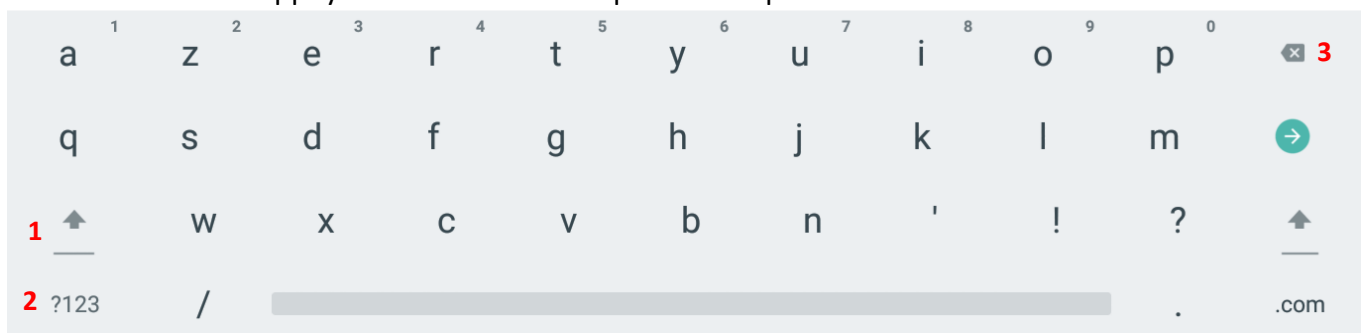 a 1 z 2 e 3 r 4 t 5 y 6 u 7 i 8 o 9 p 0 3
q s d f g h j k l m
1 w x c v b n ' ! ?
2 ?123 / . .com